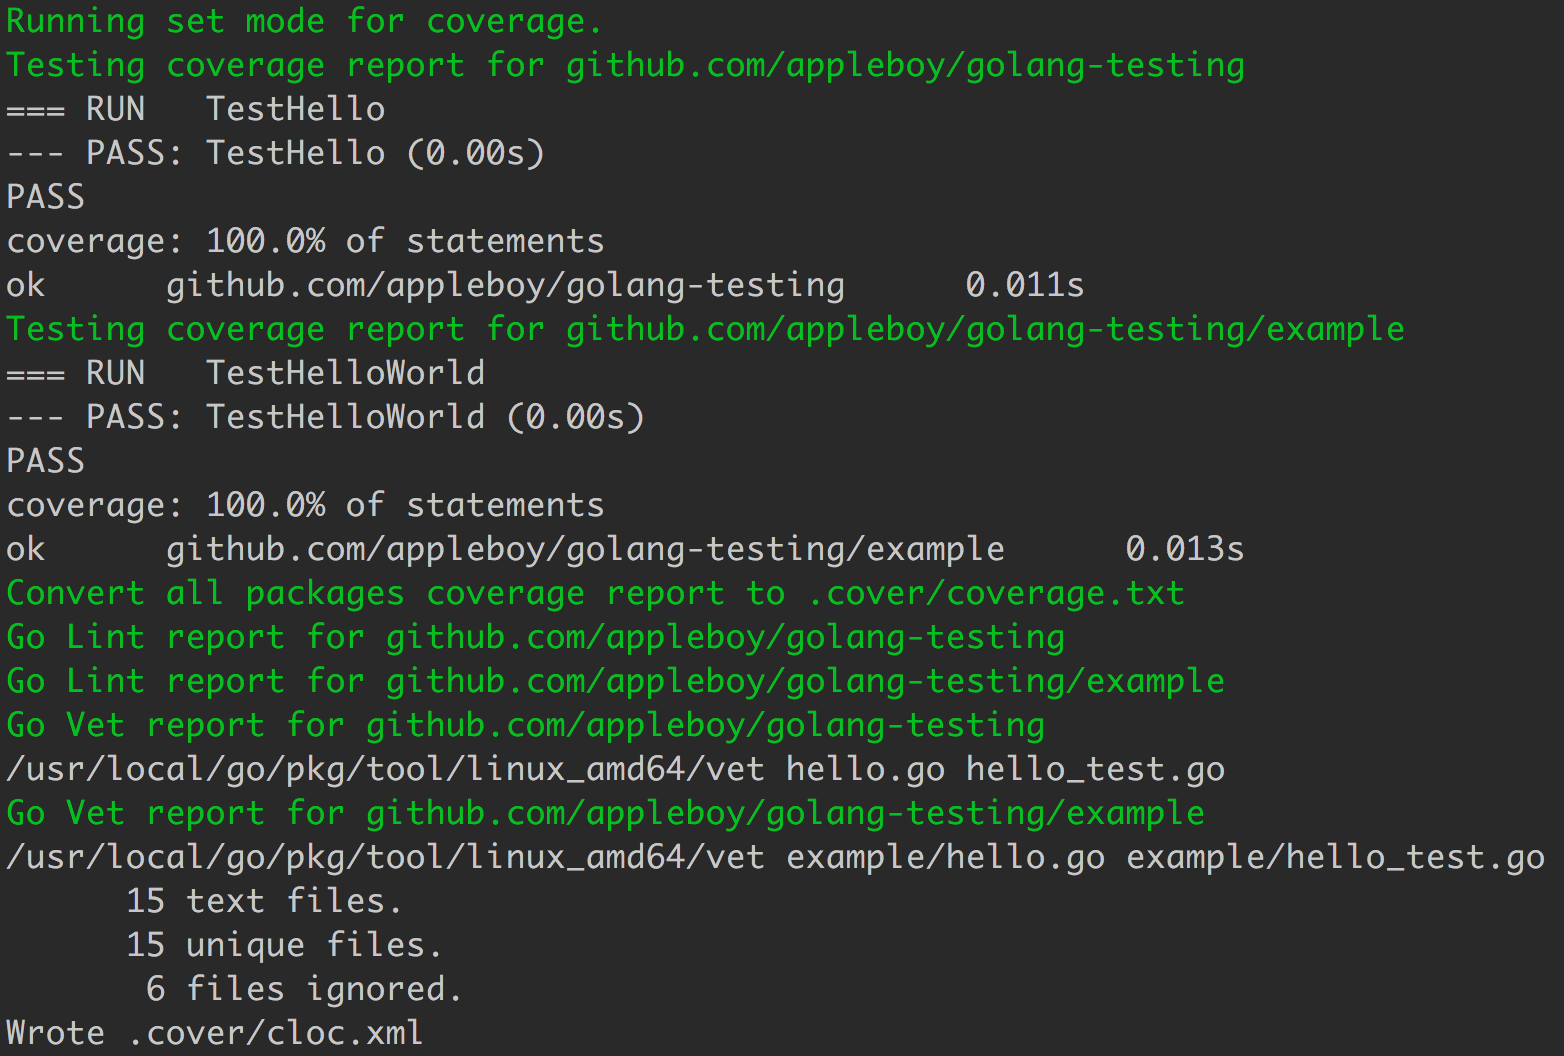 Running set mode for coverage.
Testing coverage report for github.com/appleboy/golang-testing
=== RUN   TestHello
--- PASS: TestHello (0.00s)
PASS
coverage: 100.0% of statements
ok      github.com/appleboy/golang-testing      0.011s
Testing coverage report for github.com/appleboy/golang-testing/example
=== RUN   TestHelloWorld
--- PASS: TestHelloWorld (0.00s)
PASS
coverage: 100.0% of statements
ok      github.com/appleboy/golang-testing/example      0.013s
Convert all packages coverage report to .cover/coverage.txt
Go Lint report for github.com/appleboy/golang-testing
Go Lint report for github.com/appleboy/golang-testing/example
Go Vet report for github.com/appleboy/golang-testing
/usr/local/go/pkg/tool/linux_amd64/vet hello.go hello_test.go
Go Vet report for github.com/appleboy/golang-testing/example
/usr/local/go/pkg/tool/linux_amd64/vet example/hello.go example/hello_test.go
      15 text files.
      15 unique files.
       6 files ignored.
Wrote .cover/cloc.xml